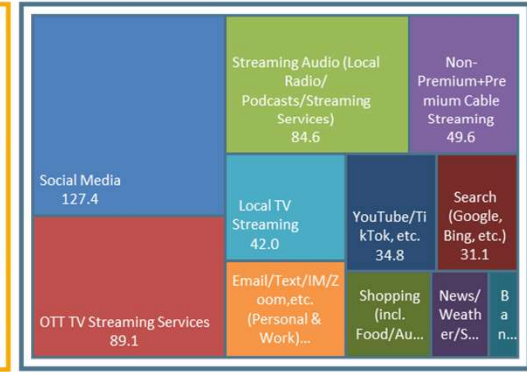 Social Media
127.4
OTT TV Streaming Services
89.1
Streaming Audio (Local
Radio/
Podcasts/Streaming
Services)
84.6
Non-
Premium+Pre
mium Cable
Streaming
49.6
Local TV
Streaming
42.0
YouTube/Ti
kTok, etc.
34.8
Search
(Google,
Bing, etc.)
31.1
Email/Text/IM/Z
oom,etc.
(Personal &
Work)...
Shopping
(incl.
Food/Au...
News/
Weath
er/S...
B
a
n...